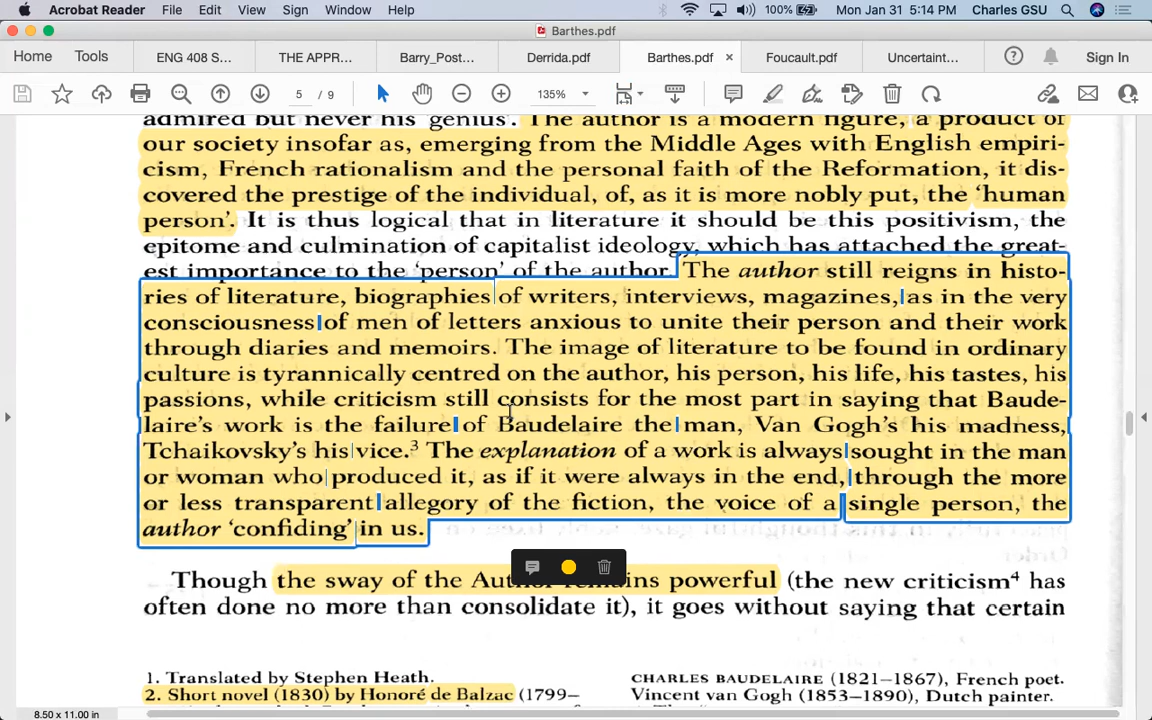 Acrobat Reader File Edit View Sign Window Help 100% Mon Jan 31 5:14 PM Charles GSU
Barthes.pdf
Home Tools ENG 408 S... THE APPR... Barry_Post... Derrida.pdf Barthes.pdf × Foucault.pdf Uncertaint... Sign In
5 / 9 135%
admired but never his 'genius'. The author is a modern figure, a product of
our society insofar as, emerging from the Middle Ages with English empiri-
cism, French rationalism and the personal faith of the Reformation, it dis-
covered the prestige of the individual, of, as it is more nobly put, the 'human
person'. It is thus logical that in literature it should be this positivism, the
epitome and culmination of capitalist ideology, which has attached the great-
est importance to the 'person' of the author. The author still reigns in histo-
ries of literature, biographies of writers, interviews, magazines, as in the very
consciousness of men of letters anxious to unite their person and their work
through diaries and memoirs. The image of literature to be found in ordinary
culture is tyrannically centred on the author, his person, his life, his tastes, his
passions, while criticism still consists for the most part in saying that Baude-
laire's work is the failure of Baudelaire the man, Van Gogh's his madness,
Tchaikovsky's his vice.³ The explanation of a work is always sought in the man
or woman who produced it, as if it were always in the end, through the more
or less transparent allegory of the fiction, the voice of a single person, the
author 'confiding' in us.
Though the sway of the Author remains powerful (the new criticism⁴ has
often done no more than consolidate it), it goes without saying that certain
1. Translated by Stephen Heath.
2. Short novel (1830) by Honoré de Balzac (1799–
CHARLES BAUDELAIRE (1821–1867), French poet.
Vincent van Gogh (1853–1890), Dutch painter.
8.50 x 11.00 in